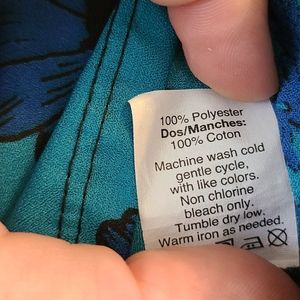 100% Polyester
Dos/Manches:
100% Coton
Machine wash cold
gentle cycle,
with like colors.
Non chlorine
bleach only.
Tumble dry low.
Warm iron as needed.